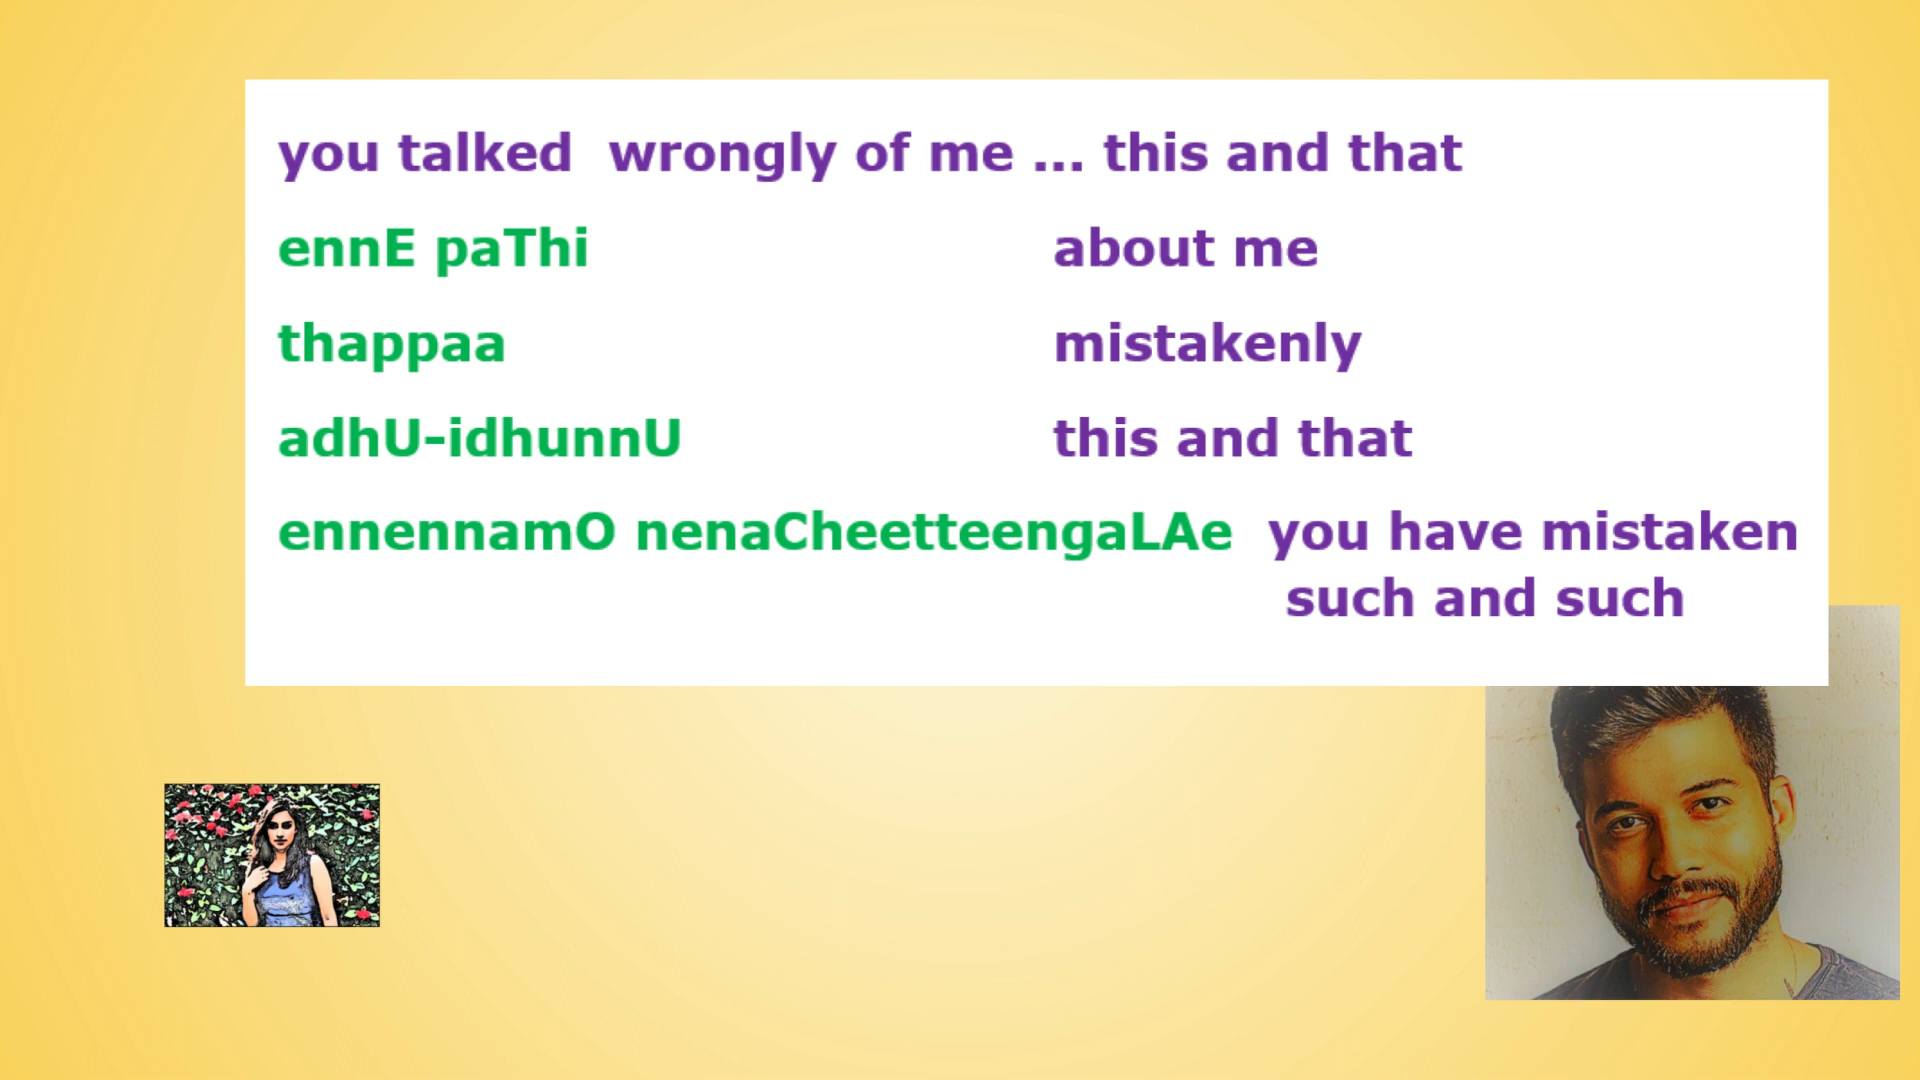 you talked  wrongly of me ... this and that
ennE paThi about me
thappaa mistakenly
adhU-idhunnU this and that
ennennamO nenaCheetteengaLAe you have mistaken
such and such